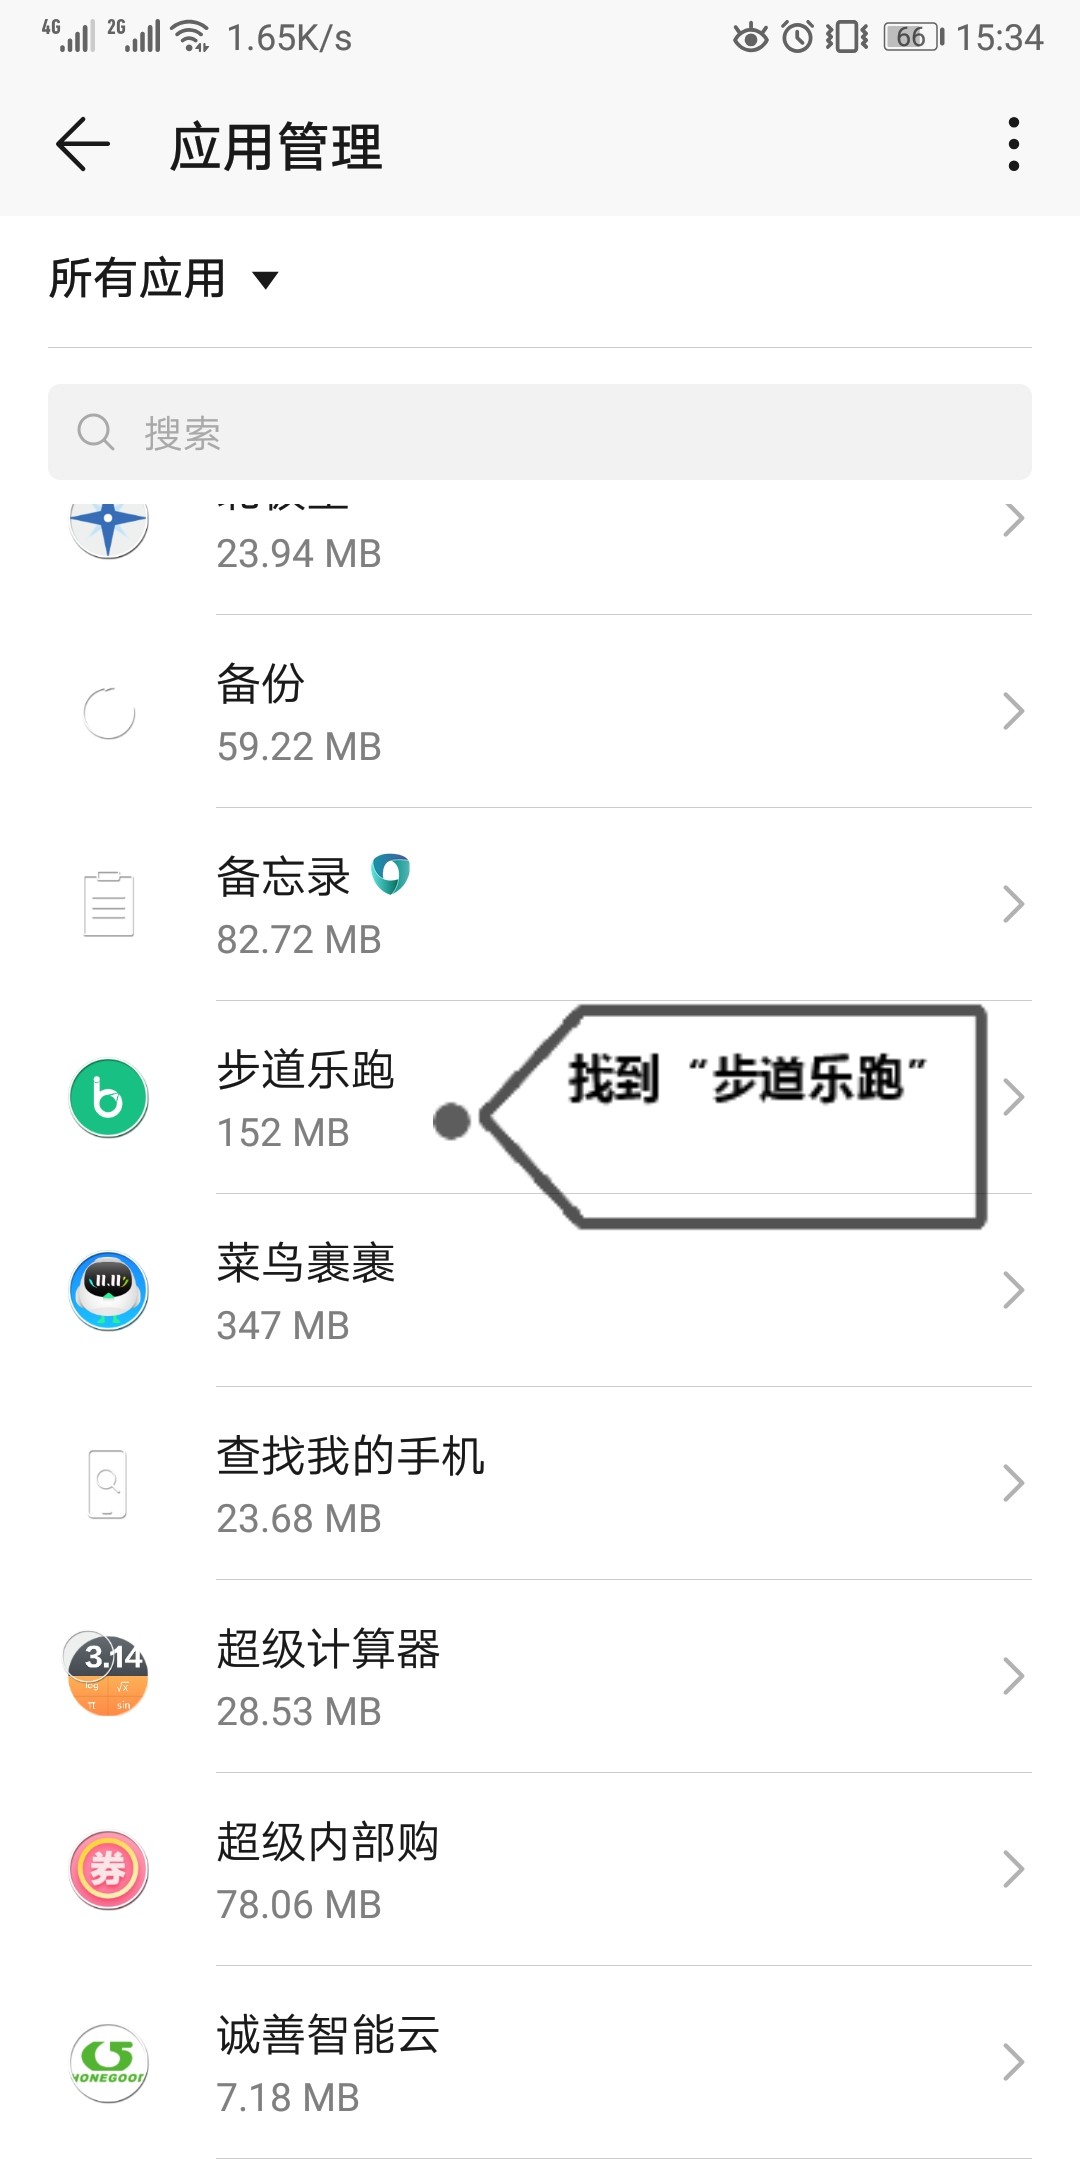 4G 2G 1.65K/s 66 15:34
应用管理
所有应用
搜索
23.94 MB
备份
59.22 MB
备忘录
82.72 MB
步道乐跑
152 MB
找到 “步道乐跑”
菜鸟裹裹
347 MB
查找我的手机
23.68 MB
3.14
log √x
π sin
超级计算器
28.53 MB
券
超级内部购
78.06 MB
诚善智能云
7.18 MB